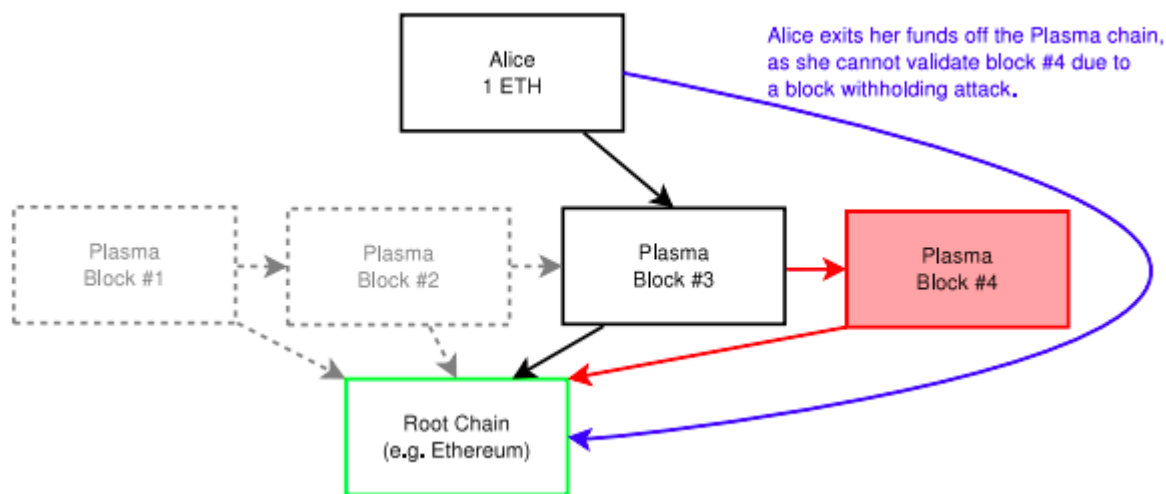 Alice
1 ETH
Alice exits her funds off the Plasma chain,
as she cannot validate block #4 due to
a block withholding attack.
Plasma
Block #1
Plasma
Block #2
Plasma
Block #3
Plasma
Block #4
Root Chain
(e.g. Ethereum)